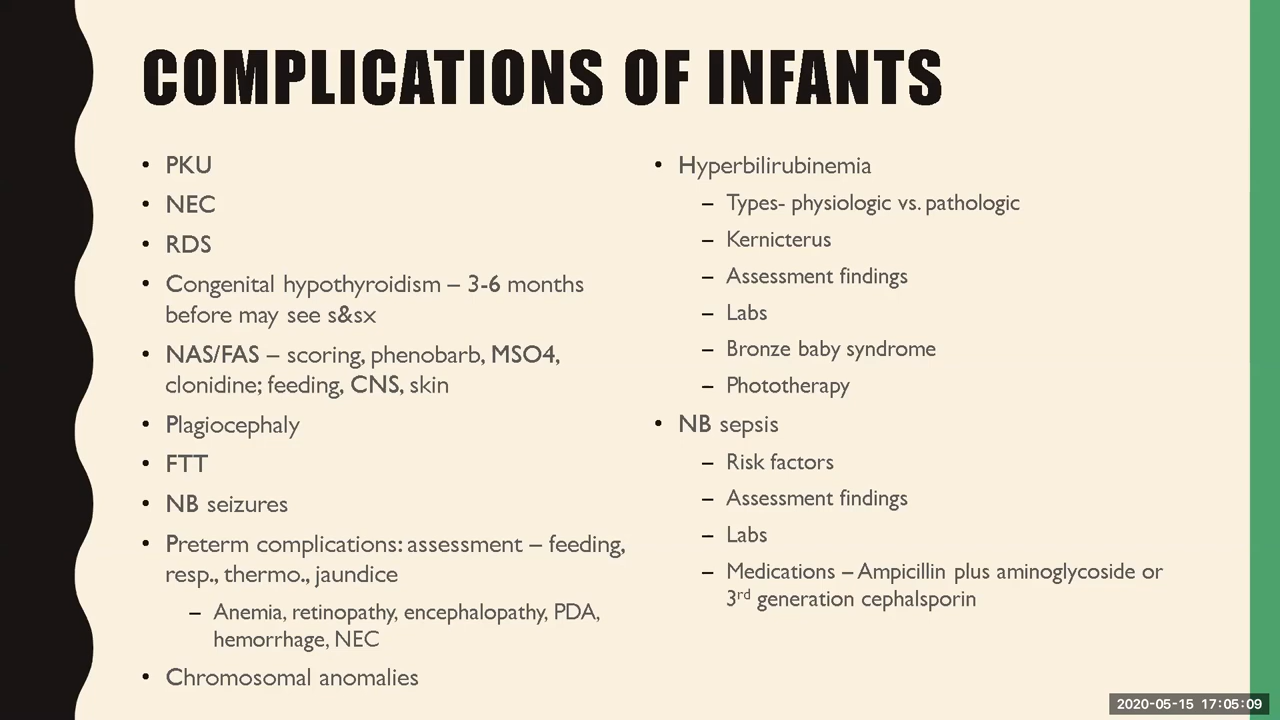 COMPLICATIONS OF INFANTS
• PKU
• NEC
• RDS
• Congenital hypothyroidism – 3-6 months
before may see s&sx
• NAS/FAS – scoring, phenobarb, MSO4,
clonidine; feeding, CNS, skin
• Plagiocephaly
• FTT
• NB seizures
• Preterm complications: assessment – feeding,
resp., thermo., jaundice
– Anemia, retinopathy, encephalopathy, PDA,
hemorrhage, NEC
• Chromosomal anomalies
• Hyperbilirubinemia
– Types- physiologic vs. pathologic
– Kernicterus
– Assessment findings
– Labs
– Bronze baby syndrome
– Phototherapy
• NB sepsis
– Risk factors
– Assessment findings
– Labs
– Medications – Ampicillin plus aminoglycoside or
3rd generation cephalsporin
2020-05-15 17:05:09